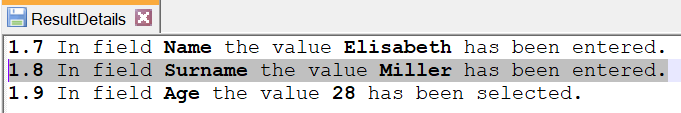 ResultDetails
1.7 In field Name the value Elisabeth has been entered.
1.8 In field Surname the value Miller has been entered.
1.9 In field Age the value 28 has been selected.